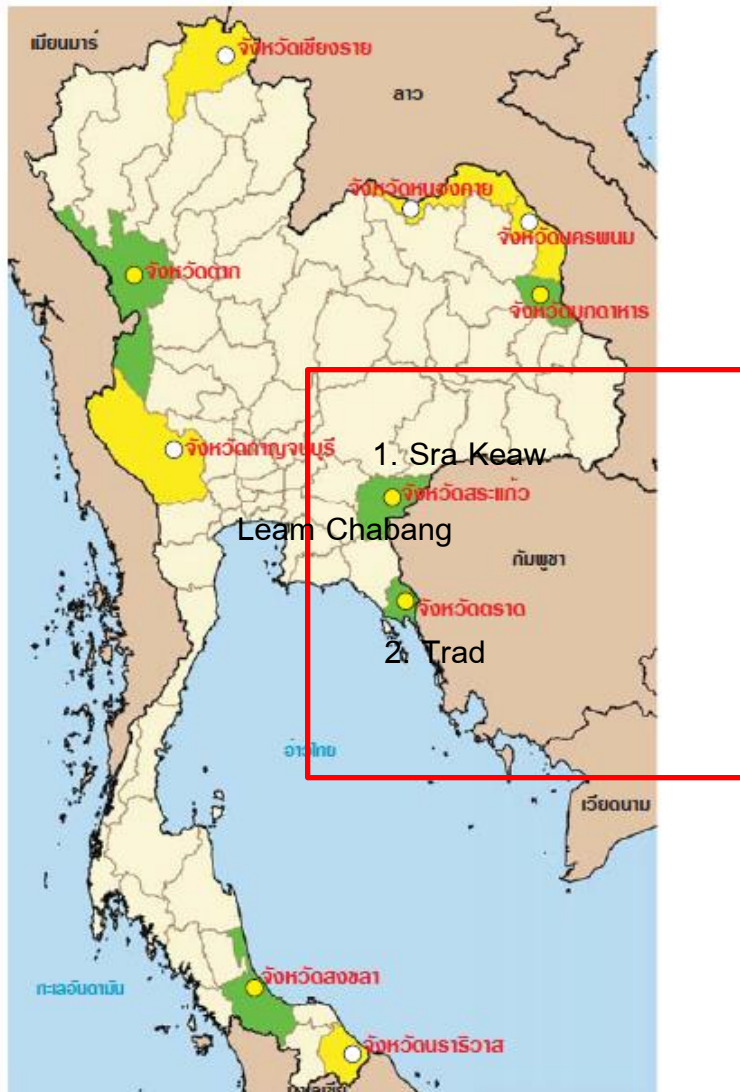 เมียนมาร์
จังหวัดเชียงราย
ลาว
จังหวัดหนองคาย
จังหวัดนครพนม
จังหวัดตาก
จังหวัดมุกดาหาร
จังหวัดกาญจนบุรี
1. Sra Keaw
จังหวัดสระแก้ว
Leam Chabang
กัมพูชา
จังหวัดตราด
2. Trad
อ่าวไทย
เวียดนาม
จังหวัดสงขลา
ทะเลอันดามัน
จังหวัดนราธิวาส
มาเลเซีย